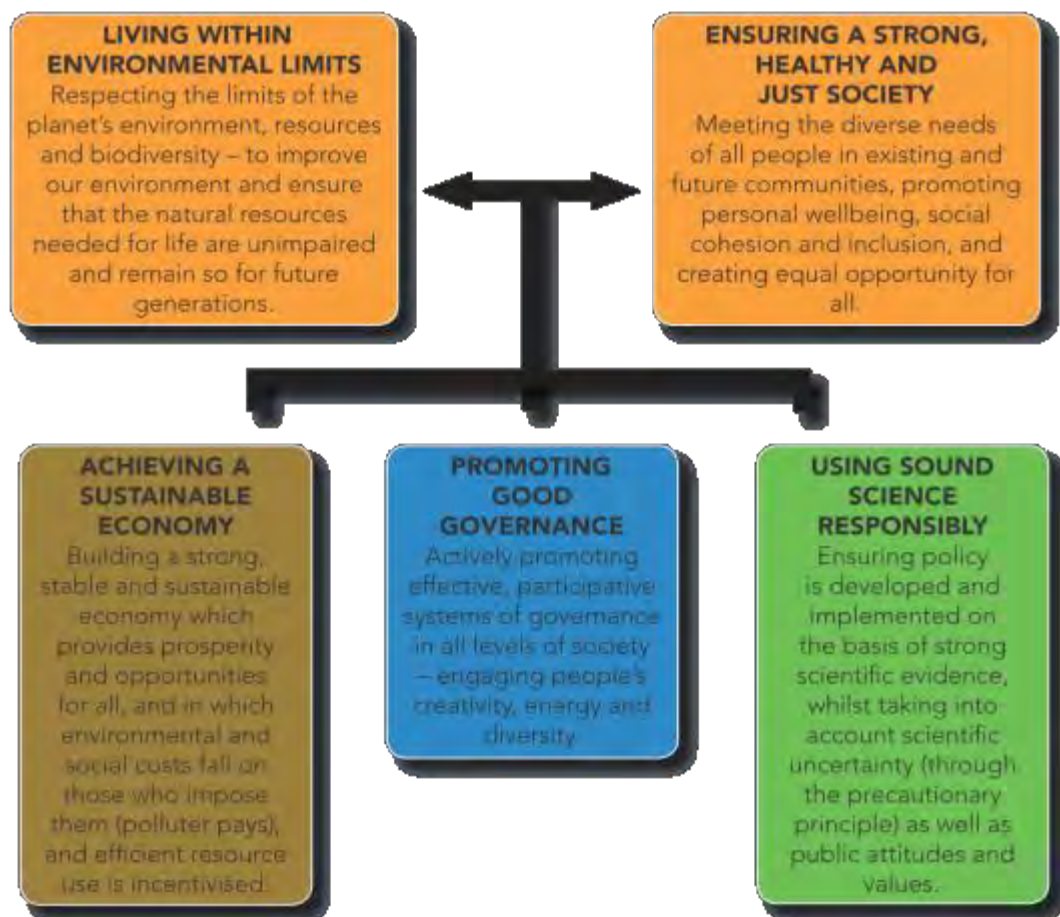 LIVING WITHIN
ENVIRONMENTAL LIMITS
Respecting the limits of the
planet's environment, resources
and biodiversity – to improve
our environment and ensure
that the natural resources
needed for life are unimpaired
and remain so for future
generations.
ENSURING A STRONG,
HEALTHY AND
JUST SOCIETY
Meeting the diverse needs
of all people in existing and
future communities, promoting
personal wellbeing, social
cohesion and inclusion, and
creating equal opportunity for
all.
ACHIEVING A
SUSTAINABLE
ECONOMY
Building a strong,
stable and sustainable
economy which
provides prosperity
and opportunities
for all, and in which
environmental and
social costs fall on
those who impose
them (polluter pays),
and efficient resource
use is incentivised.
PROMOTING
GOOD
GOVERNANCE
Actively promoting
effective, participative
systems of governance
in all levels of society
– engaging people's
creativity, energy and
diversity
USING SOUND
SCIENCE
RESPONSIBLY
Ensuring policy
is developed and
implemented on
the basis of strong
scientific evidence,
whilst taking into
account scientific
uncertainty (through
the precautionary
principle) as well as
public attitudes and
values.